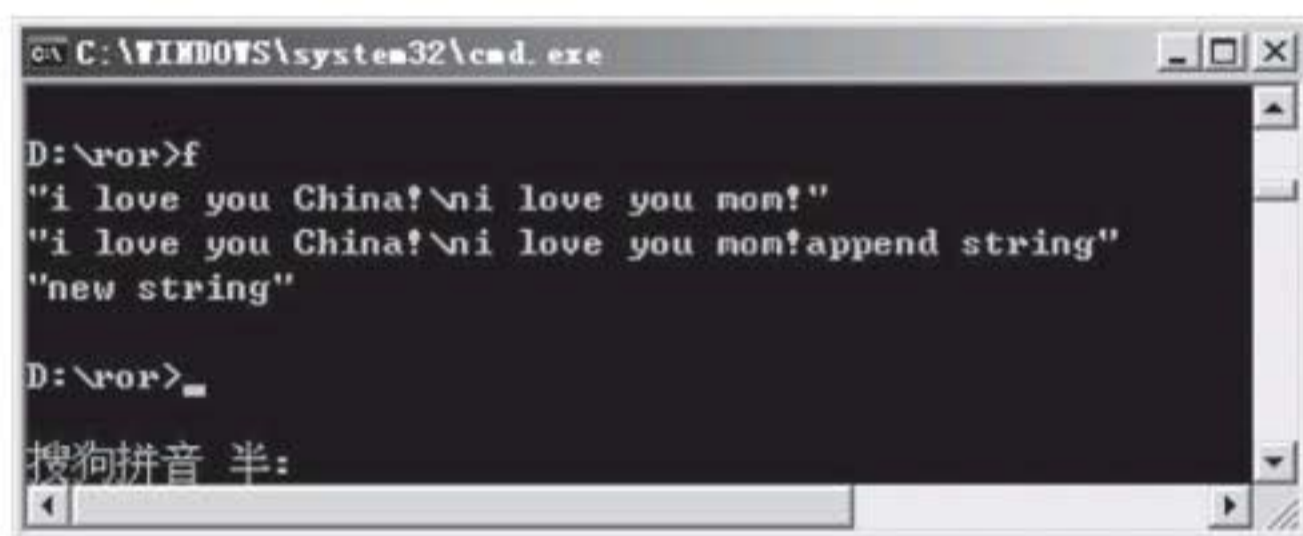 C:\WINDOWS\system32\cmd.exe
D:\ror>f
"i love you China!\ni love you mom!"
"i love you China!\ni love you mom!append string"
"new string"
D:\ror>_
搜狗拼音 半: